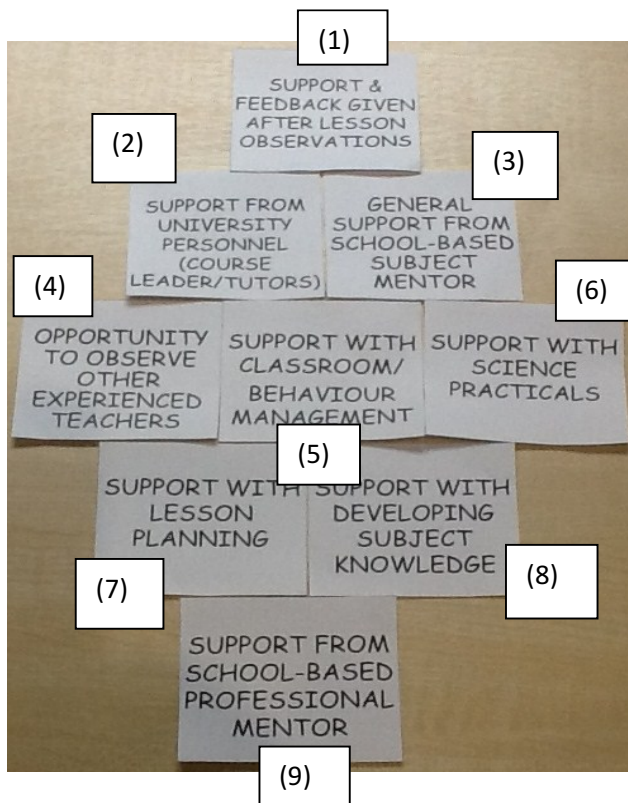 (1)
SUPPORT &
FEEDBACK GIVEN
AFTER LESSON
OBSERVATIONS
(2)
SUPPORT FROM
UNIVERSITY
PERSONNEL
(COURSE
LEADER/TUTORS)
(3)
GENERAL
SUPPORT FROM
SCHOOL-BASED
SUBJECT
MENTOR
(4)
OPPORTUNITY
TO OBSERVE
OTHER
EXPERIENCED
TEACHERS
SUPPORT WITH
CLASSROOM/
BEHAVIOUR
MANAGEMENT
(5)
(6)
SUPPORT WITH
SCIENCE
PRACTICALS
SUPPORT WITH
LESSON
PLANNING
(7)
SUPPORT WITH
DEVELOPING
SUBJECT
KNOWLEDGE
(8)
SUPPORT FROM
SCHOOL-BASED
PROFESSIONAL
MENTOR
(9)